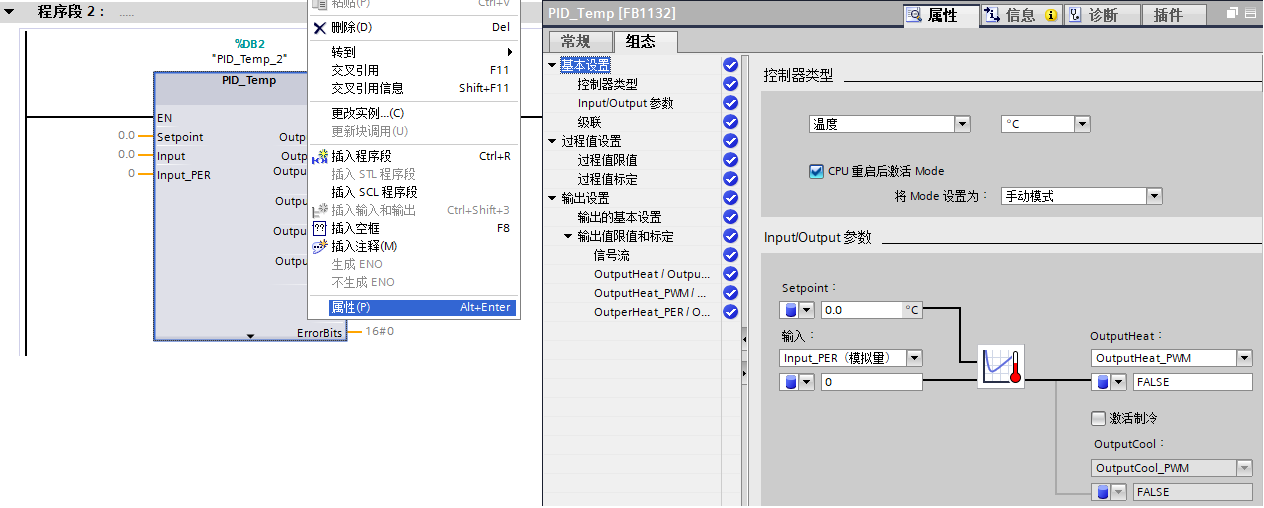 程序段 2： .....
%DB2
"PID_Temp_2"
PID_Temp
EN
0.0 Setpoint
0.0 Input
0 Input_PER
Outp
Outpu
Outpu
Outpu
Outpu
Outpu
ErrorBits 16#0
粘贴(P) Ctrl+V
删除(D) Del
转到
交叉引用 F11
交叉引用信息 Shift+F11
更改实例...(C)
更新块调用(U)
插入程序段 Ctrl+R
插入 STL 程序段
插入 SCL 程序段
插入输入和输出 Ctrl+Shift+3
插入空框 F8
插入注释(M)
生成 ENO
不生成 ENO
属性(P) Alt+Enter
PID_Temp [FB1132]
属性 信息 诊断 插件
常规 组态
基本设置
控制器类型
Input/Output 参数
级联
过程值设置
过程值限值
过程值标定
输出设置
输出的基本设置
输出值限值和标定
信号流
OutputHeat / Outpu...
OutputHeat_PWM / ...
OutperHeat_PER / O...
控制器类型
温度 °C
CPU 重启后激活 Mode
将 Mode 设置为： 手动模式
Input/Output 参数
Setpoint：
0.0 °C
输入：
Input_PER（模拟量）
0
OutputHeat：
OutputHeat_PWM
FALSE
激活制冷
OutputCool：
OutputCool_PWM
FALSE